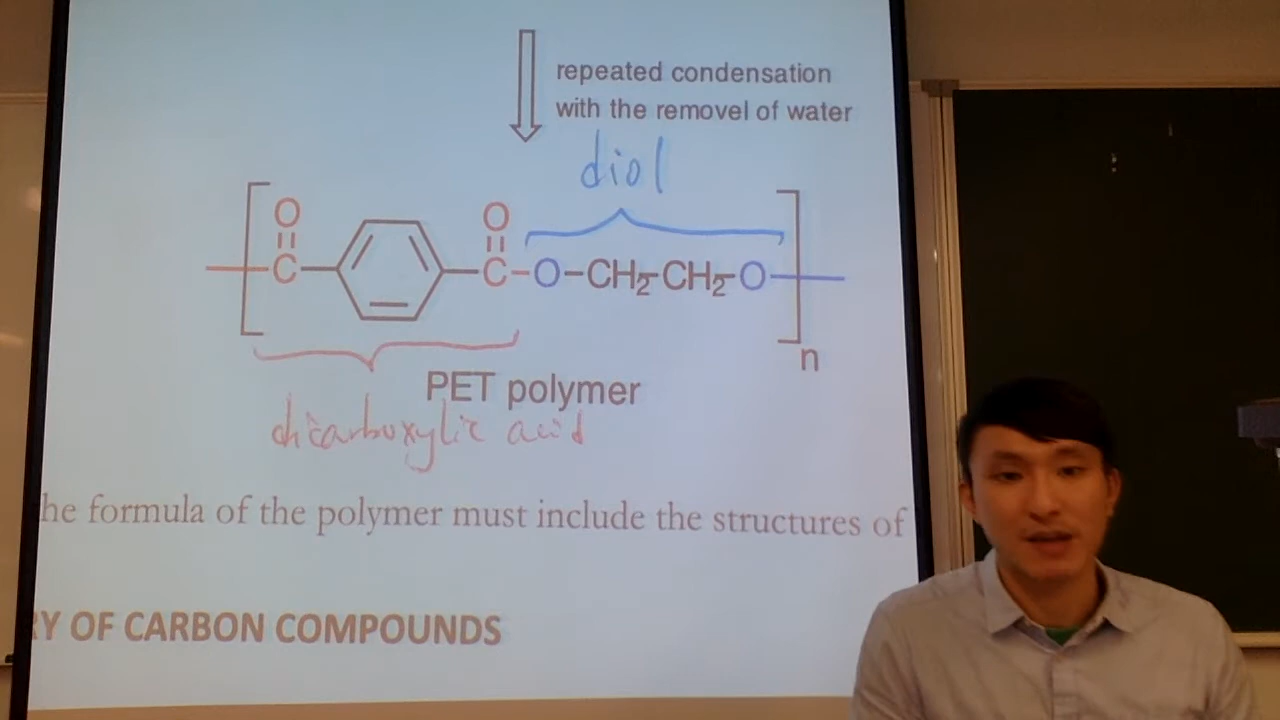 repeated condensation
with the removel of water
diol
O O
C C-O-CH2-CH2-O
n
PET polymer
dicarboxylic acid
he formula of the polymer must include the structures of
RY OF CARBON COMPOUNDS